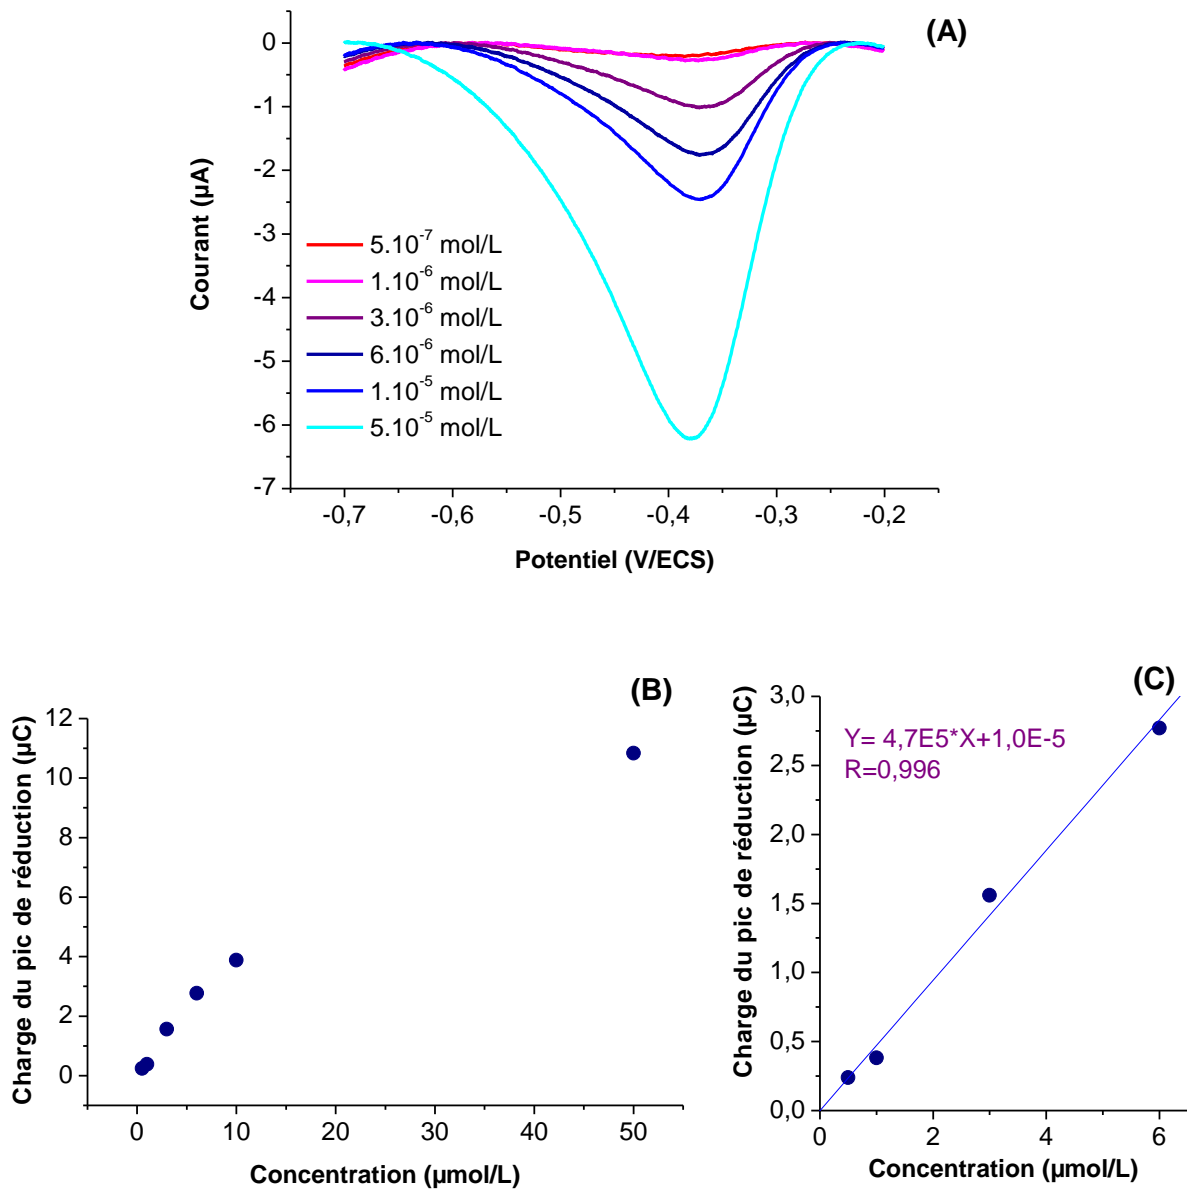 (A)
0
-1
-2
-3
-4
-5
-6
-7
Courant (µA)
5.10⁻⁷ mol/L
1.10⁻⁶ mol/L
3.10⁻⁶ mol/L
6.10⁻⁶ mol/L
1.10⁻⁵ mol/L
5.10⁻⁵ mol/L
-0,7 -0,6 -0,5 -0,4 -0,3 -0,2
Potentiel (V/ECS)
(B)
12
10
8
6
4
2
0
Charge du pic de réduction (µC)
0 10 20 30 40 50
Concentration (µmol/L)
(C)
3,0
2,5
2,0
1,5
1,0
0,5
0,0
Charge du pic de réduction (µC)
Y= 4,7E5*X+1,0E-5
R=0,996
0 2 4 6
Concentration (µmol/L)